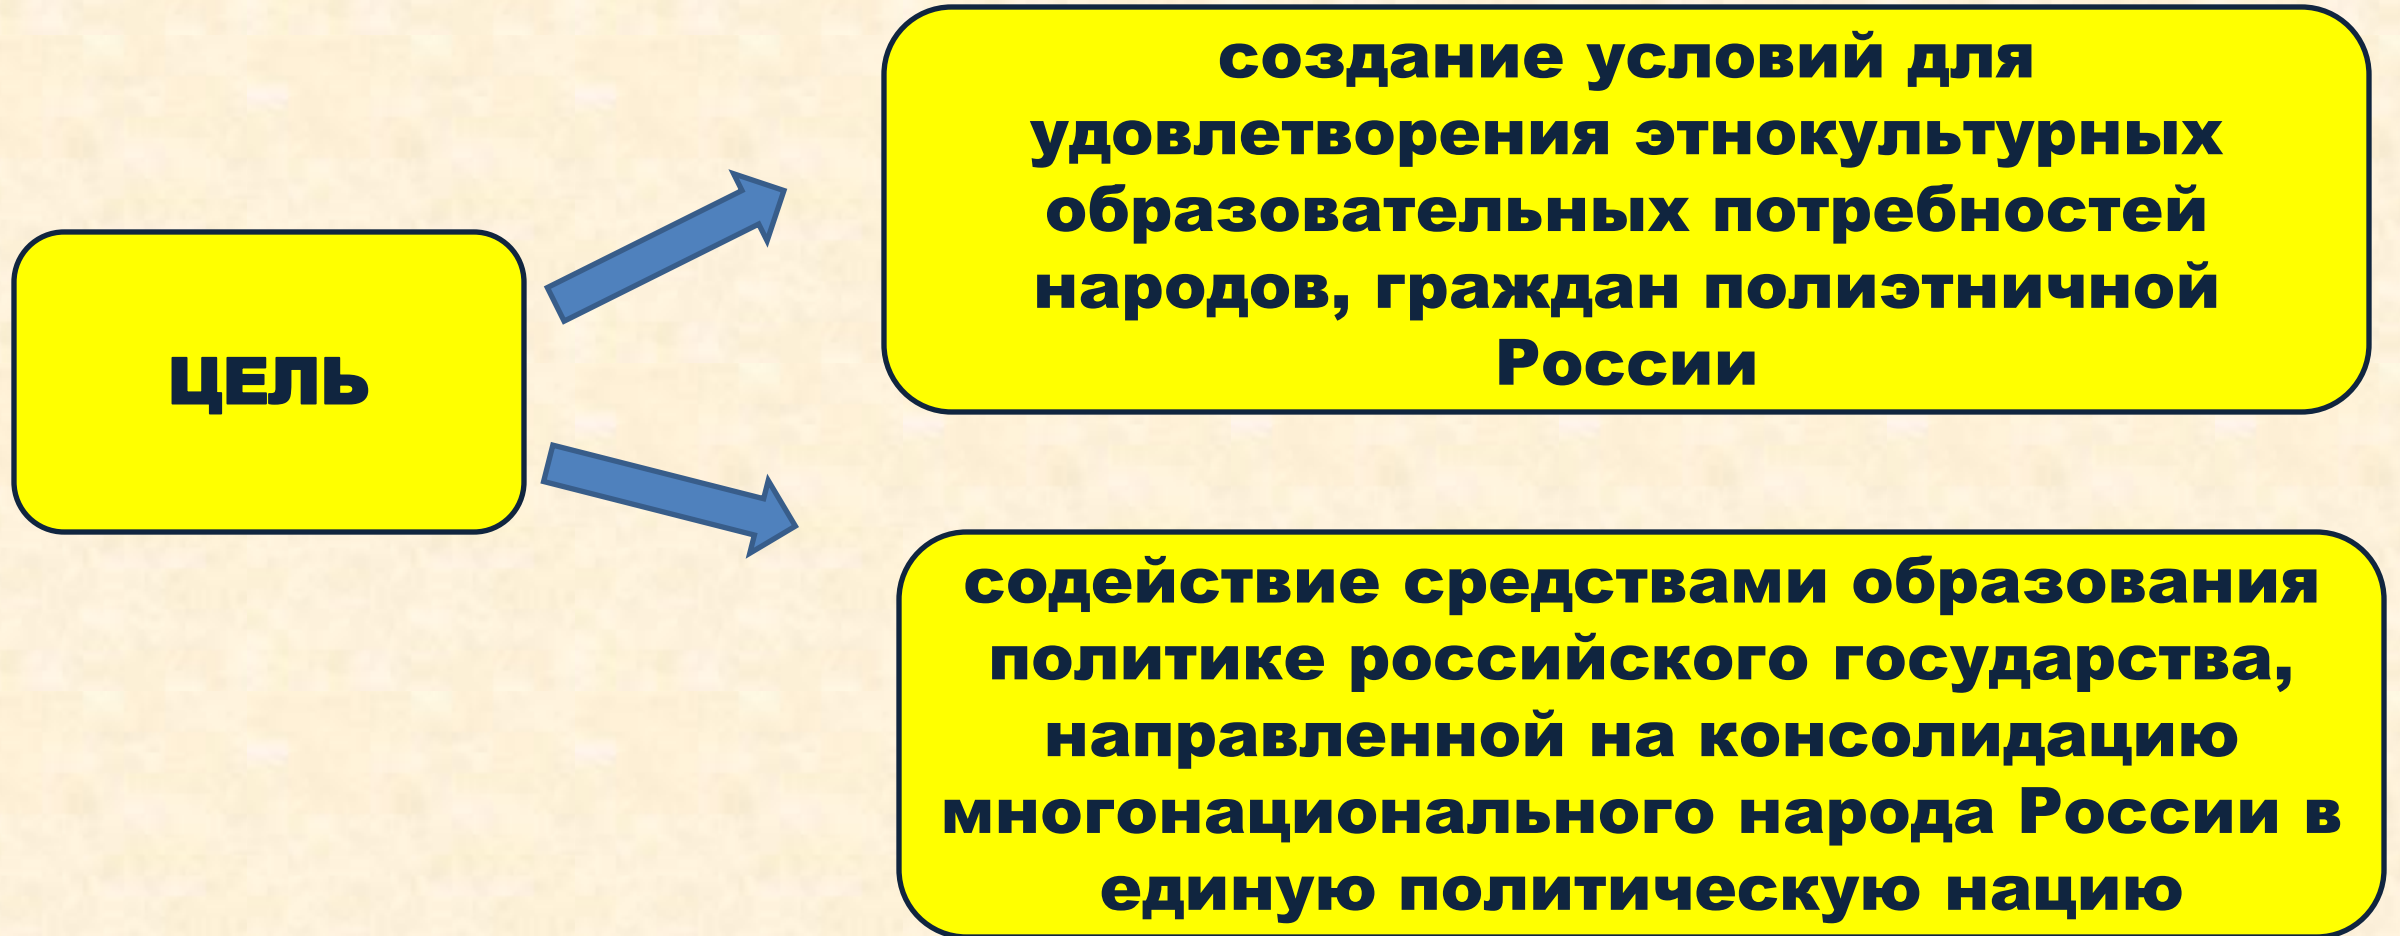 ЦЕЛЬ
создание условий для
удовлетворения этнокультурных
образовательных потребностей
народов, граждан полиэтничной
России
содействие средствами образования
политике российского государства,
направленной на консолидацию
многонационального народа России в
единую политическую нацию